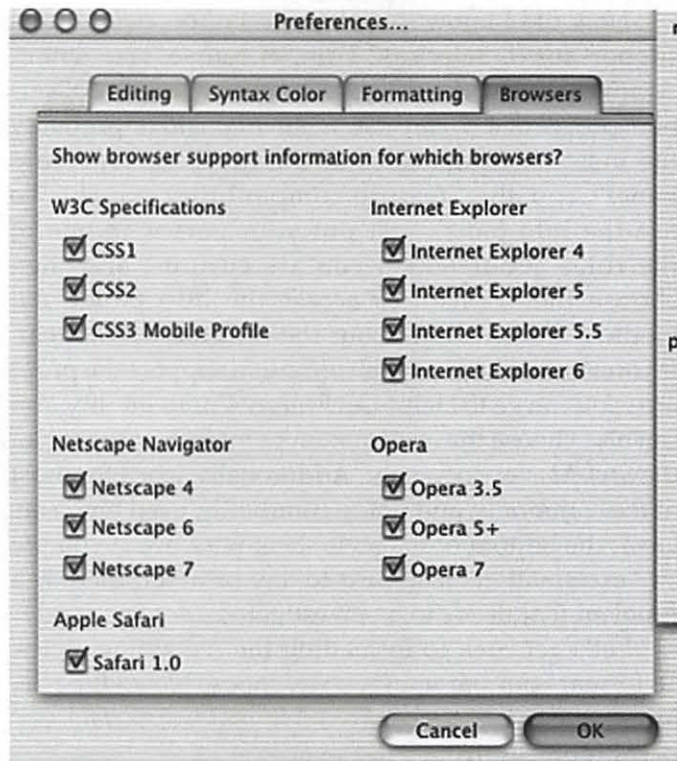 Preferences...
Editing
Syntax Color
Formatting
Browsers
Show browser support information for which browsers?
W3C Specifications
CSS1
CSS2
CSS3 Mobile Profile
Internet Explorer
Internet Explorer 4
Internet Explorer 5
Internet Explorer 5.5
Internet Explorer 6
Netscape Navigator
Netscape 4
Netscape 6
Netscape 7
Opera
Opera 3.5
Opera 5+
Opera 7
Apple Safari
Safari 1.0
Cancel
OK